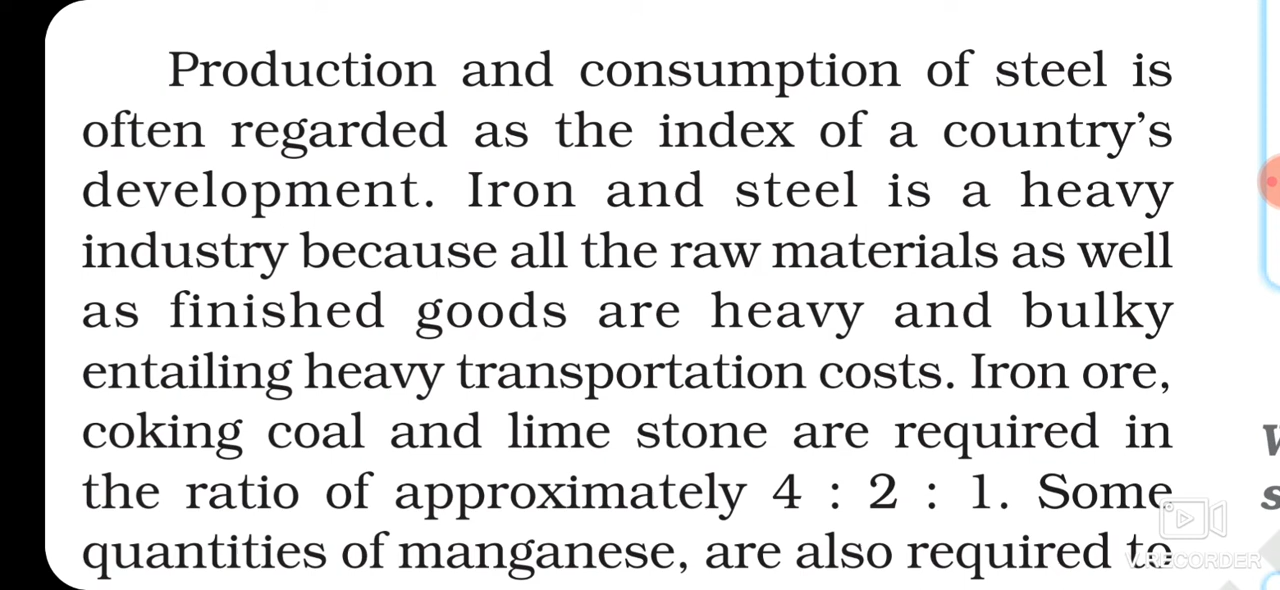 Production and consumption of steel is
often regarded as the index of a country's
development. Iron and steel is a heavy
industry because all the raw materials as well
as finished goods are heavy and bulky
entailing heavy transportation costs. Iron ore,
coking coal and lime stone are required in
the ratio of approximately 4 : 2 : 1. Some
quantities of manganese, are also required to
V.RECORDER